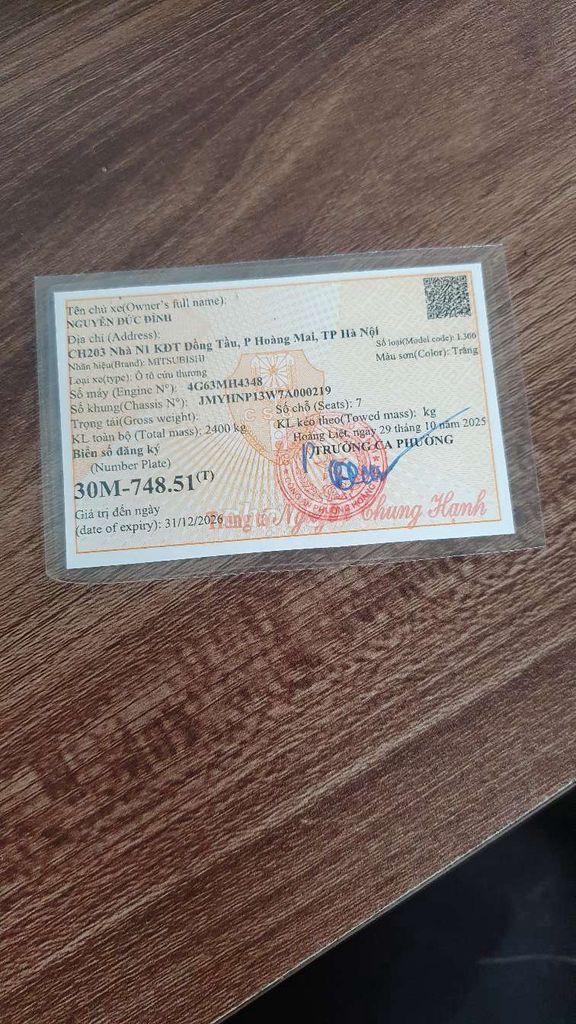 Tên chủ xe(Owner's full name):
NGUYỄN ĐỨC ĐÌNH
Địa chỉ (Address):
CH203 Nhà N1 KĐT Đồng Tàu, P Hoàng Mai, TP Hà Nội
Nhãn hiệu(Brand): MITSUBISHI Số loại(Model code): L300
Loại xe(type): Ô tô cứu thương Màu sơn(Color): Trắng
Số máy (Engine N°): 4G63MH4348
Số khung(Chassis N°): JMYHNP13W7A000219
Trọng tải(Gross weight): Số chỗ (Seats): 7
KL toàn bộ (Total mass): 2400 kg KL kéo theo(Towed mass): kg
Biển số đăng ký Hoàng Liệt, ngày 29 tháng 10 năm 2025
(Number Plate) TRƯỞNG CA PHƯỜNG
30M-748.51(T)
Giá trị đến ngày
(date of expiry): 31/12/2026
Trung tá Nguyễn Chung Hạnh